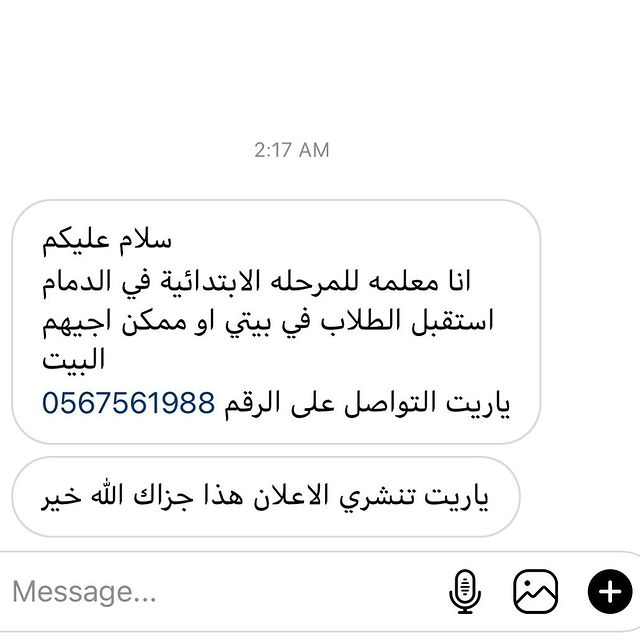 2:17 AM
سلام عليكم
انا معلمه للمرحله الابتدائية في الدمام
استقبل الطلاب في بيتي او ممكن اجيهم
البيت
ياريت التواصل على الرقم 0567561988
ياريت تنشري الاعلان هذا جزاك الله خير
Message...